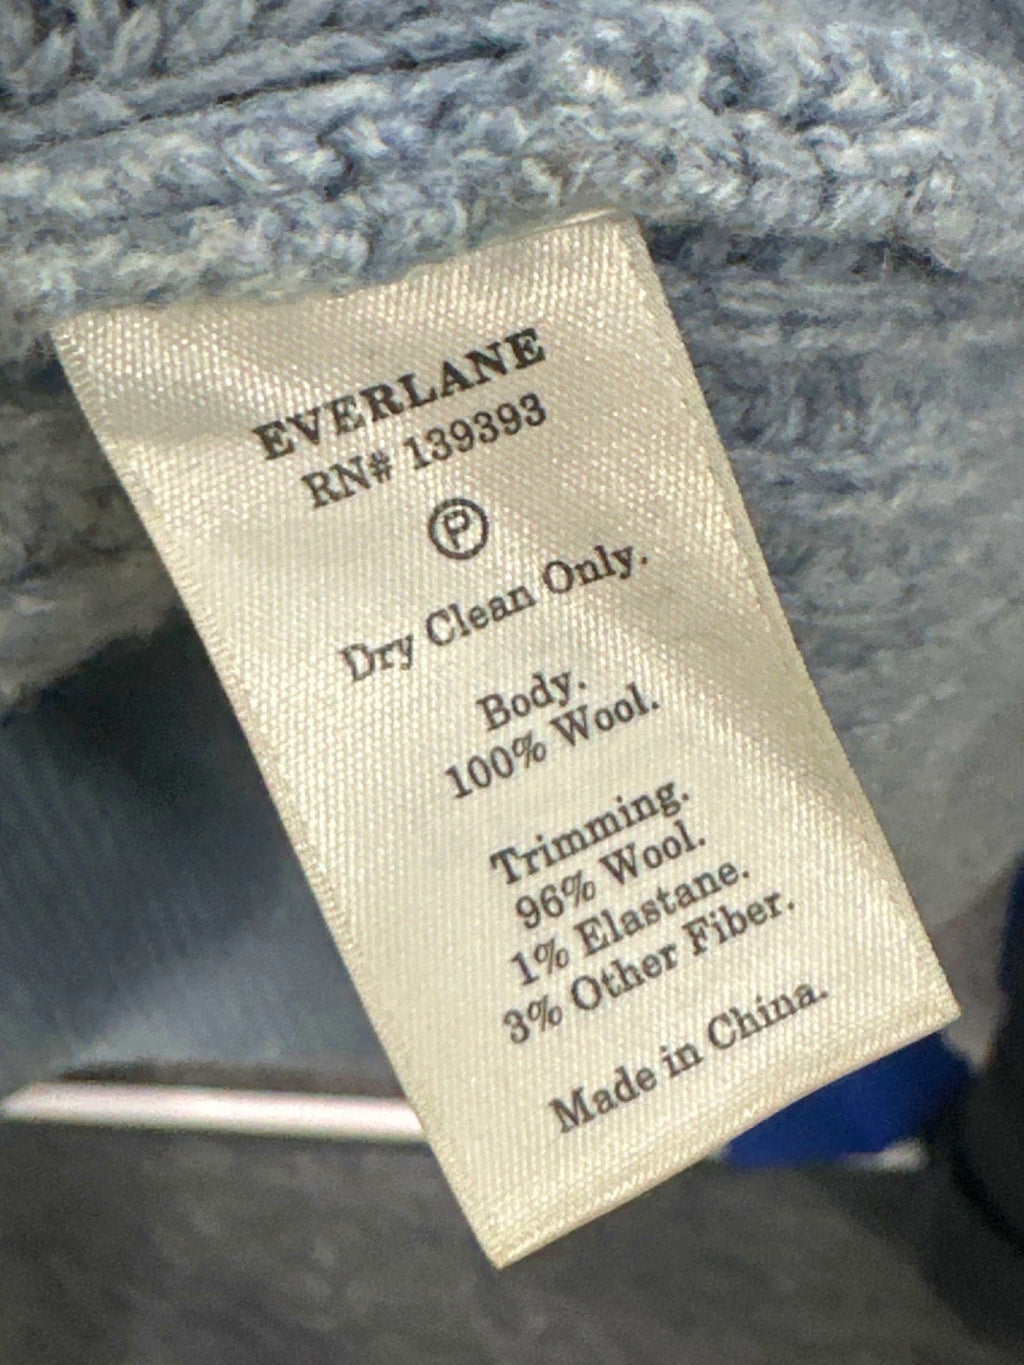 EVERLANE
RN# 139393
P
Dry Clean Only.
Body.
100% Wool.
Trimming.
96% Wool.
1% Elastane.
3% Other Fiber.
Made in China.